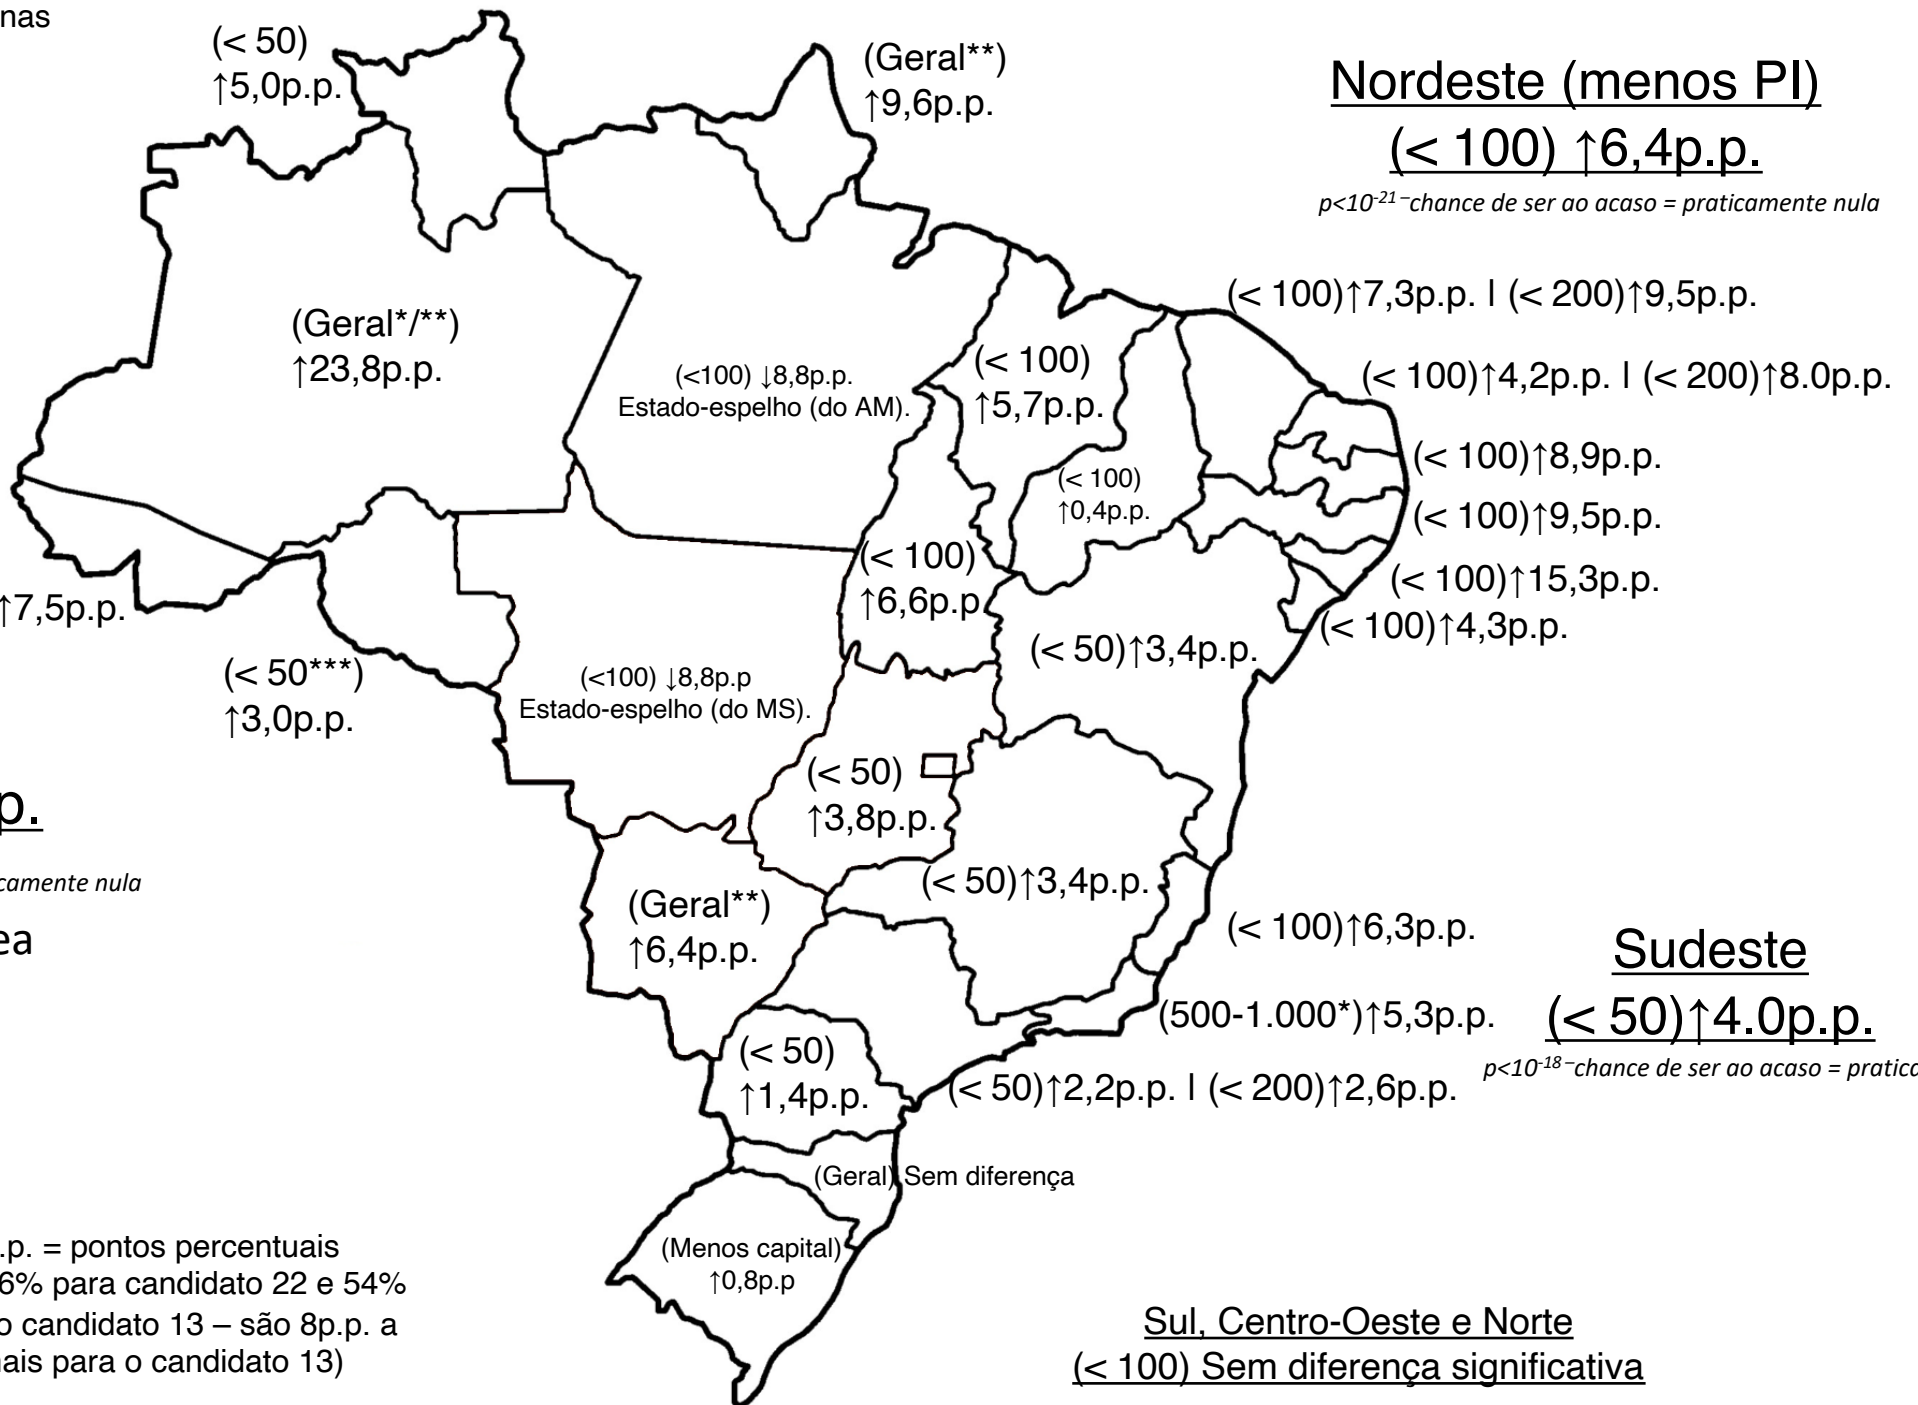 nas
(< 50)
↑5,0p.p.
(Geral**)
↑9,6p.p.
Nordeste (menos PI)
(< 100) ↑6,4p.p.
p<10⁻²¹⁻chance de ser ao acaso = praticamente nula
(< 100)↑7,3p.p. | (< 200)↑9,5p.p.
(Geral*/**)
↑23,8p.p.
(<100) ↓8,8p.p.
Estado-espelho (do AM).
(< 100)
↑5,7p.p.
(< 100)↑4,2p.p. | (< 200)↑8.0p.p.
(< 100)↑8,9p.p.
(< 100)
↑0,4p.p.
(< 100)↑9,5p.p.
(< 100)
↑6,6p.p.
(< 100)↑15,3p.p.
↑7,5p.p.
(< 100)↑4,3p.p.
(< 50)↑3,4p.p.
(< 50***)
↑3,0p.p.
(<100) ↓8,8p.p
Estado-espelho (do MS).
(< 50)
↑3,8p.p.
p.
camente nula
(< 50)↑3,4p.p.
(Geral**)
↑6,4p.p.
ea
(< 100)↑6,3p.p.
Sudeste
(< 50)↑4.0p.p.
p<10⁻¹⁸⁻chance de ser ao acaso = pratic
(500-1.000*)↑5,3p.p.
(< 50)
↑1,4p.p.
(< 50)↑2,2p.p. | (< 200)↑2,6p.p.
(Geral) Sem diferença
(Menos capital)
↑0,8p.p
.p. = pontos percentuais
6% para candidato 22 e 54%
o candidato 13 – são 8p.p. a
ais para o candidato 13)
Sul, Centro-Oeste e Norte
(< 100) Sem diferença significativa